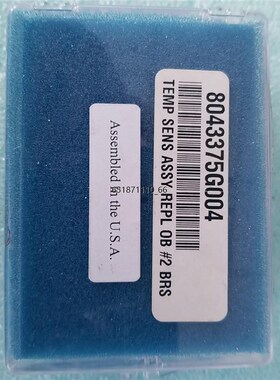 8043375G004
TEMP SENS ASSY,REPL OB #2 BRS
Assembled in the U.S.A.